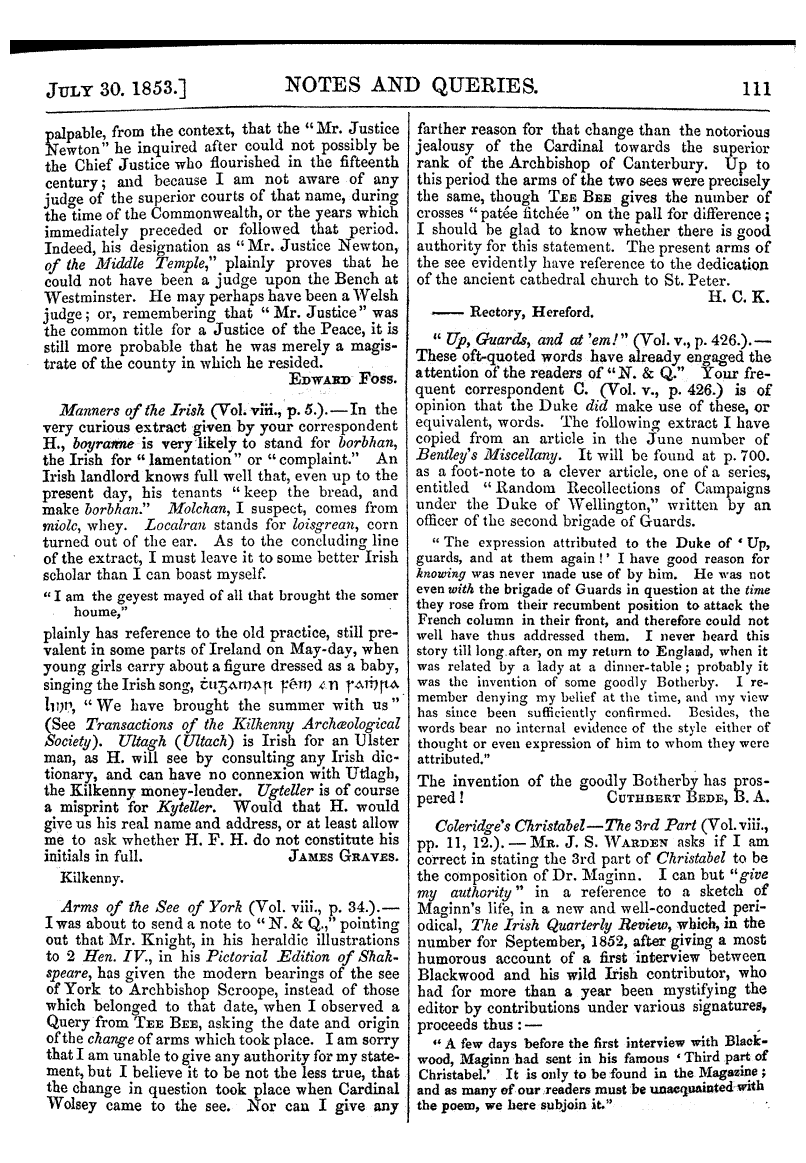 JULY 30. 1853.] NOTES AND QUERIES. 111
palpable, from the context, that the "Mr. Justice
Newton" he inquired after could not possibly be
the Chief Justice who flourished in the fifteenth
century; and because I am not aware of any
judge of the superior courts of that name, during
the time of the Commonwealth, or the years which
immediately preceded or followed that period.
Indeed, his designation as "Mr. Justice Newton,
of the Middle Temple," plainly proves that he
could not have been a judge upon the Bench at
Westminster. He may perhaps have been a Welsh
judge; or, remembering that "Mr. Justice" was
the common title for a Justice of the Peace, it is
still more probable that he was merely a magis-
trate of the county in which he resided.
EDWARD FOSS.
Manners of the Irish (Vol. viii., p. 5.).—In the
very curious extract given by your correspondent
H., boyranne is very likely to stand for borbhan,
the Irish for "lamentation" or "complaint." An
Irish landlord knows full well that, even up to the
present day, his tenants "keep the bread, and
make borbhan." Molchan, I suspect, comes from
miolc, whey. Localran stands for loisgrean, corn
turned out of the ear. As to the concluding line
of the extract, I must leave it to some better Irish
scholar than I can boast myself.
"I am the geyest mayed of all that brought the somer
houme,"
plainly has reference to the old practice, still pre-
valent in some parts of Ireland on May-day, when
young girls carry about a figure dressed as a baby,
singing the Irish song,
"We have brought the summer with us"
(See Transactions of the Kilkenny Archæological
Society). Ultagh (Ultach) is Irish for an Ulster
man, as H. will see by consulting any Irish dic-
tionary, and can have no connexion with Utlagh,
the Kilkenny money-lender. Ugteller is of course
a misprint for Kyteller. Would that H. would
give us his real name and address, or at least allow
me to ask whether H. F. H. do not constitute his
initials in full. JAMES GRAVES.
Kilkenny.
Arms of the See of York (Vol. viii., p. 34.).—
I was about to send a note to "N. & Q.," pointing
out that Mr. Knight, in his heraldic illustrations
to 2 Hen. IV., in his Pictorial Edition of Shak-
speare, has given the modern bearings of the see
of York to Archbishop Scroope, instead of those
which belonged to that date, when I observed a
Query from TEE BEE, asking the date and origin
of the change of arms which took place. I am sorry
that I am unable to give any authority for my state-
ment, but I believe it to be not the less true, that
the change in question took place when Cardinal
Wolsey came to the see. Nor can I give any
farther reason for that change than the notorious
jealousy of the Cardinal towards the superior
rank of the Archbishop of Canterbury. Up to
this period the arms of the two sees were precisely
the same, though TEE BEE gives the number of
crosses "patée fitchée" on the pall for difference;
I should be glad to know whether there is good
authority for this statement. The present arms of
the see evidently have reference to the dedication
of the ancient cathedral church to St. Peter.
H. C. K.
—— Rectory, Hereford.
"Up, Guards, and at 'em!" (Vol. v., p. 426.).—
These oft-quoted words have already engaged the
attention of the readers of "N. & Q." Your fre-
quent correspondent C. (Vol. v., p. 426.) is of
opinion that the Duke did make use of these, or
equivalent, words. The following extract I have
copied from an article in the June number of
Bentley's Miscellany. It will be found at p. 700.
as a foot-note to a clever article, one of a series,
entitled "Random Recollections of Campaigns
under the Duke of Wellington," written by an
officer of the second brigade of Guards.
"The expression attributed to the Duke of 'Up,
guards, and at them again!' I have good reason for
knowing was never made use of by him. He was not
even with the brigade of Guards in question at the time
they rose from their recumbent position to attack the
French column in their front, and therefore could not
well have thus addressed them. I never heard this
story till long after, on my return to England, when it
was related by a lady at a dinner-table; probably it
was the invention of some goodly Botherby. I re-
member denying my belief at the time, and my view
has since been sufficiently confirmed. Besides, the
words bear no internal evidence of the style either of
thought or even expression of him to whom they were
attributed."
The invention of the goodly Botherby has pros-
pered! CUTHBERT BEDE, B. A.
Coleridge's Christabel—The 3rd Part (Vol. viii.,
pp. 11, 12.).—MR. J. S. WARDEN asks if I am
correct in stating the 3rd part of Christabel to be
the composition of Dr. Maginn. I can but "give
my authority" in a reference to a sketch of
Maginn's life, in a new and well-conducted peri-
odical, The Irish Quarterly Review, which, in the
number for September, 1852, after giving a most
humorous account of a first interview between
Blackwood and his wild Irish contributor, who
had for more than a year been mystifying the
editor by contributions under various signatures,
proceeds thus:—
"A few days before the first interview with Black-
wood, Maginn had sent in his famous 'Third part of
Christabel.' It is only to be found in the Magazine;
and as many of our readers must be unacquainted with
the poem, we here subjoin it."